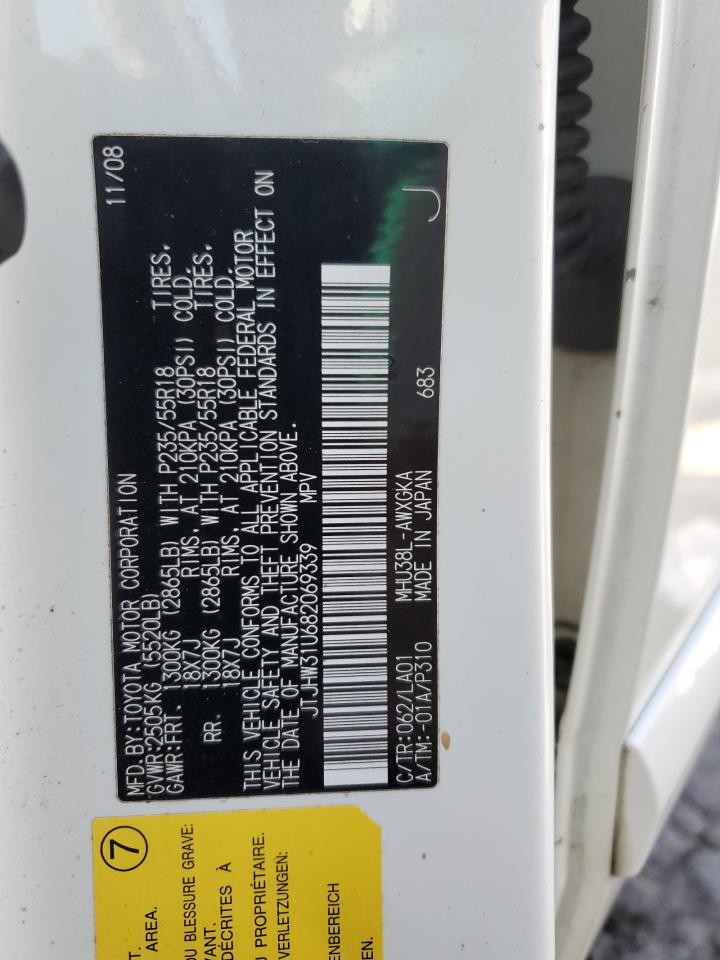 MFD.BY:TOYOTA MOTOR CORPORATION 11/08
GVWR:2505KG (5520LB)
GAWR:FRT. 1300KG (2865LB) WITH P235/55R18 TIRES,
18X7J RIMS, AT 210KPA (30PSI) COLD.
RR. 1300KG (2865LB) WITH P235/55R18 TIRES,
18X7J RIMS, AT 210KPA (30PSI) COLD.
THIS VEHICLE CONFORMS TO ALL APPLICABLE FEDERAL MOTOR
VEHICLE SAFETY AND THEFT PREVENTION STANDARDS IN EFFECT ON
THE DATE OF MANUFACTURE SHOWN ABOVE.
JTJHW31U682069339 MPV
C/TR:062/LA01 MHU38L-AWXGKA 683
A/TM:-01A/P310 MADE IN JAPAN J
7
T
AREA.
OU BLESSURE GRAVE:
VANT.
DÉCRITES À
U PROPRIÉTAIRE.
VERLETZUNGEN:
ENBEREICH
EN.